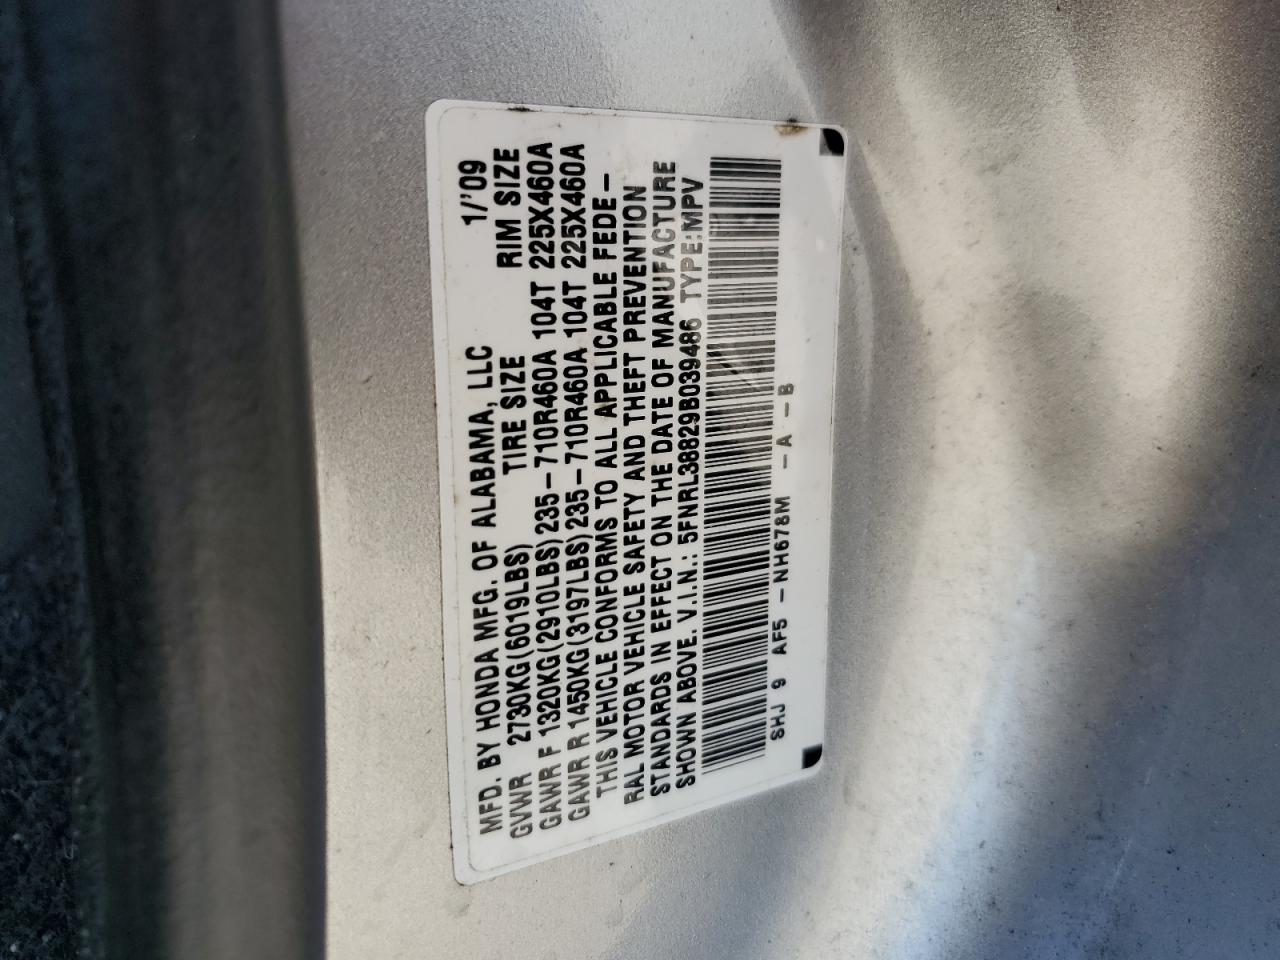 MFD. BY HONDA MFG. OF ALABAMA, LLC 1/'09
GVWR 2730KG(6019LBS) TIRE SIZE RIM SIZE
GAWR F 1320KG(2910LBS) 235-710R460A 104T 225X460A
GAWR R 1450KG(3197LBS) 235-710R460A 104T 225X460A
THIS VEHICLE CONFORMS TO ALL APPLICABLE FEDE-
RAL MOTOR VEHICLE SAFETY AND THEFT PREVENTION
STANDARDS IN EFFECT ON THE DATE OF MANUFACTURE
SHOWN ABOVE. V.I.N.: 5FNRL38829B039486 TYPE:MPV
SHJ 9 AF5 -NH678M -A -B